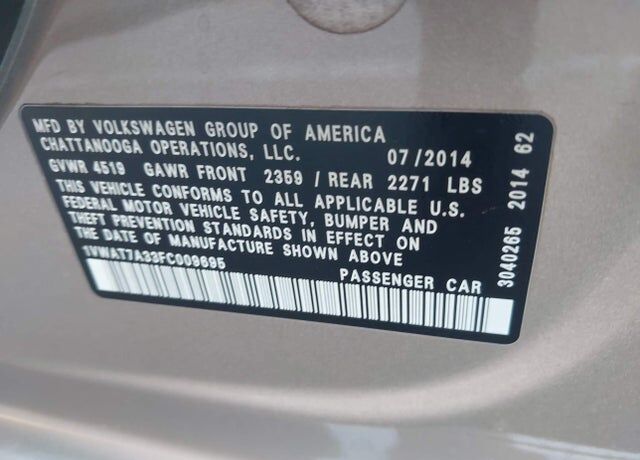 MFD BY VOLKSWAGEN GROUP OF AMERICA
CHATTANOOGA OPERATIONS, LLC. 07/2014
GVWR 4519 GAWR FRONT 2359 / REAR 2271 LBS
THIS VEHICLE CONFORMS TO ALL APPLICABLE U.S.
FEDERAL MOTOR VEHICLE SAFETY, BUMPER AND
THEFT PREVENTION STANDARDS IN EFFECT ON
THE DATE OF MANUFACTURE SHOWN ABOVE
1VWAT7A33FC009695 PASSENGER CAR
3040265 2014 62